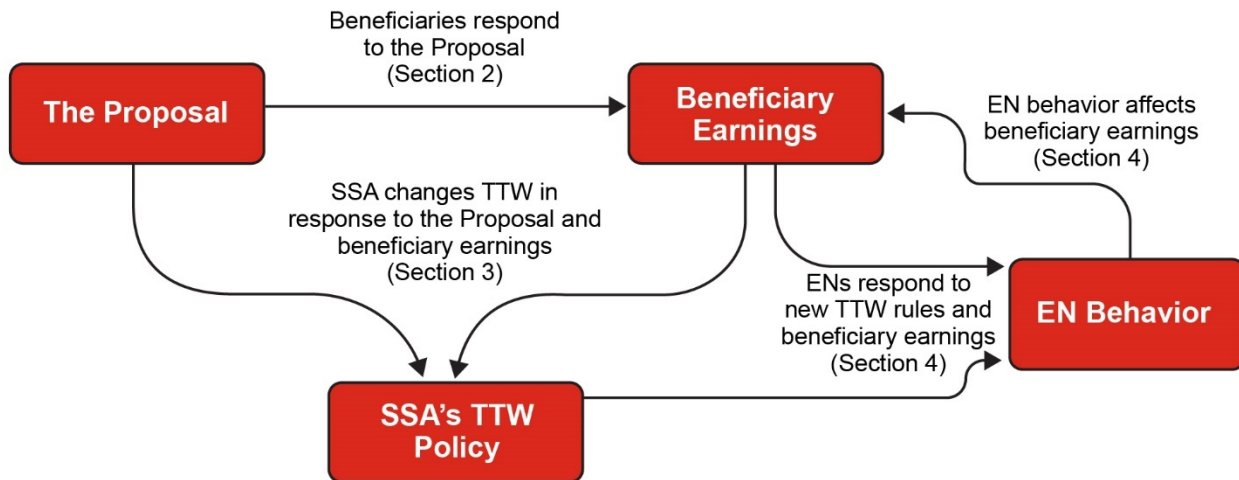 Beneficiaries respond
to the Proposal
(Section 2)
The Proposal
Beneficiary
Earnings
EN behavior affects
beneficiary earnings
(Section 4)
SSA changes TTW in
response to the Proposal and
beneficiary earnings
(Section 3)
ENs respond to
new TTW rules and
beneficiary earnings
(Section 4)
EN Behavior
SSA’s TTW
Policy